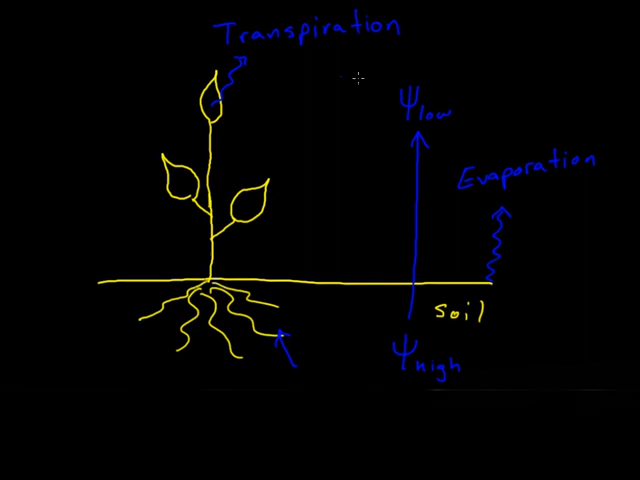 Transpiration
Ψlow
Evaporation
soil
Ψhigh